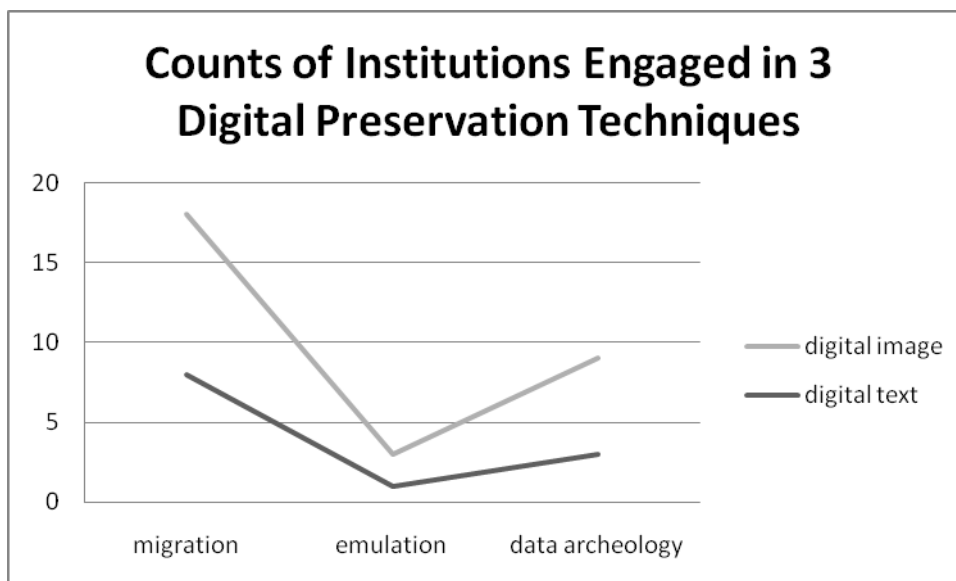 Counts of Institutions Engaged in 3
Digital Preservation Techniques
20
15
10
5
0
migration
emulation
data archeology
digital image
digital text